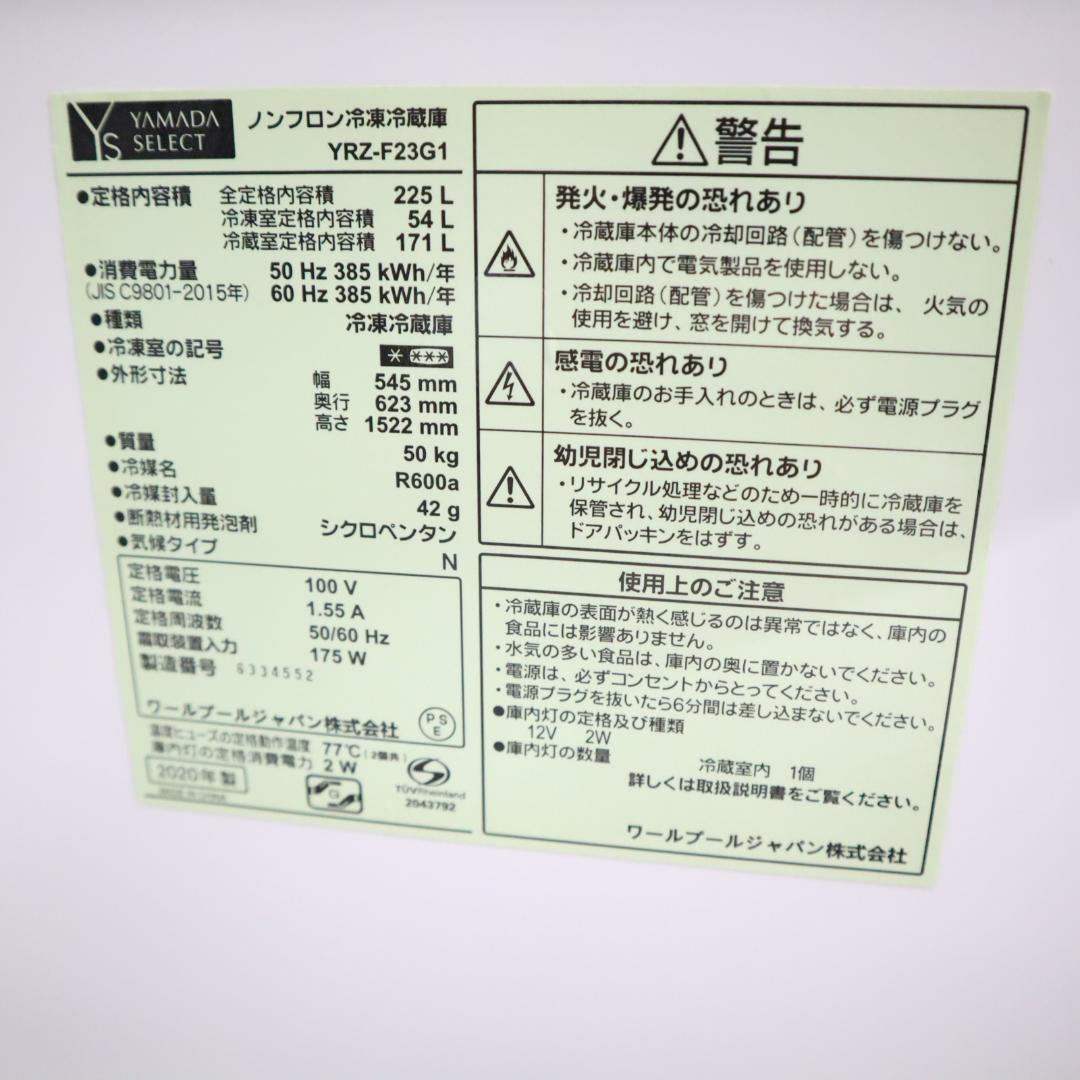 YS YAMADA SELECT
ノンフロン冷凍冷蔵庫
YRZ-F23G1
●定格内容積 全定格内容積 225 L
冷凍室定格内容積 54 L
冷蔵室定格内容積 171 L
●消費電力量 50 Hz 385 kWh/年
(JIS C9801-2015年) 60 Hz 385 kWh/年
●種類 冷凍冷蔵庫
●冷凍室の記号
●外形寸法 幅 545 mm
奥行 623 mm
高さ 1522 mm
●質量 50 kg
●冷媒名 R600a
●冷媒封入量 42 g
●断熱材用発泡剤 シクロペンタン
●気候タイプ N
定格電圧 100 V
定格電流 1.55 A
定格周波数 50/60 Hz
電取装置入力 175 W
製造番号 6334552
ワールプールジャパン株式会社 PSE
温度ヒューズの定格動作温度 77℃(2個共)
庫内灯の定格消費電力 2 W
2020年 製
MADE IN CHINA
G
TÜVRheinland
2043792
警告
発火・爆発の恐れあり
・冷蔵庫本体の冷却回路(配管)を傷つけない。
・冷蔵庫内で電気製品を使用しない。
・冷却回路(配管)を傷つけた場合は、 火気の
使用を避け、窓を開けて換気する。
感電の恐れあり
・冷蔵庫のお手入れのときは、必ず電源プラグ
を抜く。
幼児閉じ込めの恐れあり
・リサイクル処理などのため一時的に冷蔵庫を
保管され、幼児閉じ込めの恐れがある場合は、
ドアパッキンをはずす。
使用上のご注意
・冷蔵庫の表面が熱く感じるのは異常ではなく、庫内の
食品には影響ありません。
・水気の多い食品は、庫内の奥に置かないでください。
・電源は、必ずコンセントからとってください。
・電源プラグを抜いたら6分間は差し込まないでください。
●庫内灯の定格及び種類
12V 2W
●庫内灯の数量
冷蔵室内 1個
詳しくは取扱説明書をご覧ください。
ワールプールジャパン株式会社